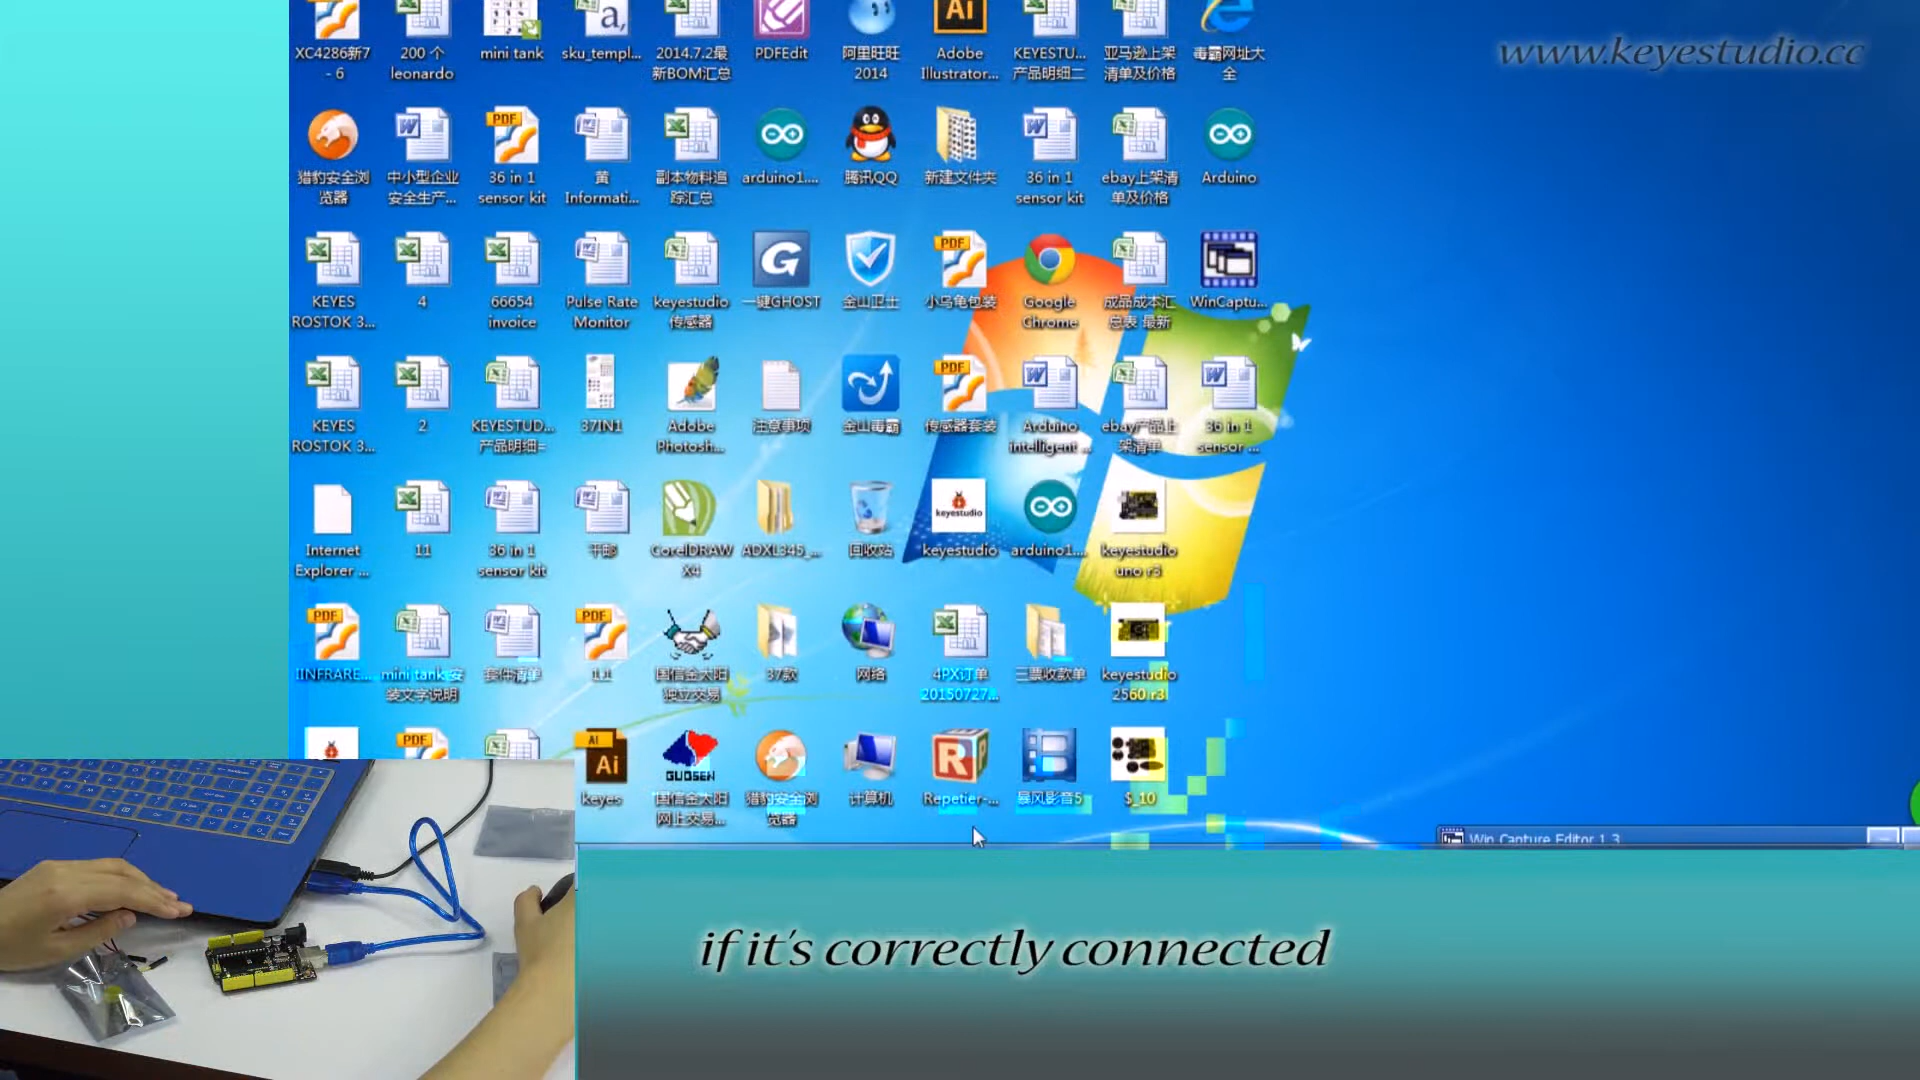 www.keyestudio.cc
XC4286新7
- 6
200 个
leonardo
mini tank
sku_templ...
2014.7.2最
新BOM汇总
PDFEdit
阿里旺旺
2014
Adobe
Illustrator...
KEYESTU...
产品明细二
亚马逊上架
清单及价格
毒霸网址大
全
猎豹安全浏
览器
中小型企业
安全生产...
36 in 1
sensor kit
黄
Informati...
副本物料追
踪汇总
arduino1....
腾讯QQ
新建文件夹
36 in 1
sensor kit
ebay上架清
单及价格
Arduino
KEYES
ROSTOK 3...
4
66654
invoice
Pulse Rate
Monitor
keyestudio
传感器
一键GHOST
金山卫士
小乌龟包装
Google
Chrome
成品成本汇
总表 最新
WinCaptu...
KEYES
ROSTOK 3...
2
KEYESTUD...
产品明细=
37IN1
Adobe
Photosh...
注意事项
金山毒霸
传感器套装
Arduino
intelligent ...
ebay产品上
架清单
36 in 1
sensor ...
Internet
Explorer ...
11
36 in 1
sensor kit
干邮
CorelDRAW
X4
ADXL345_...
回收站
keyestudio
keyestudio
arduino1....
keyestudio
uno r3
IINFRARE...
mini tank 安
装文字说明
套件清单
1.1
国信金太阳
独立交易
37款
网络
4PX订单
20150727...
三票收款单
keyestudio
2560 r3
PDF
Ai
keyes
GUOSEN
国信金太阳
网上交易...
猎豹安全浏
览器
计算机
Repetier-...
暴风影音5
$_10
Win Capture Editor 1.3
if it's correctly connected